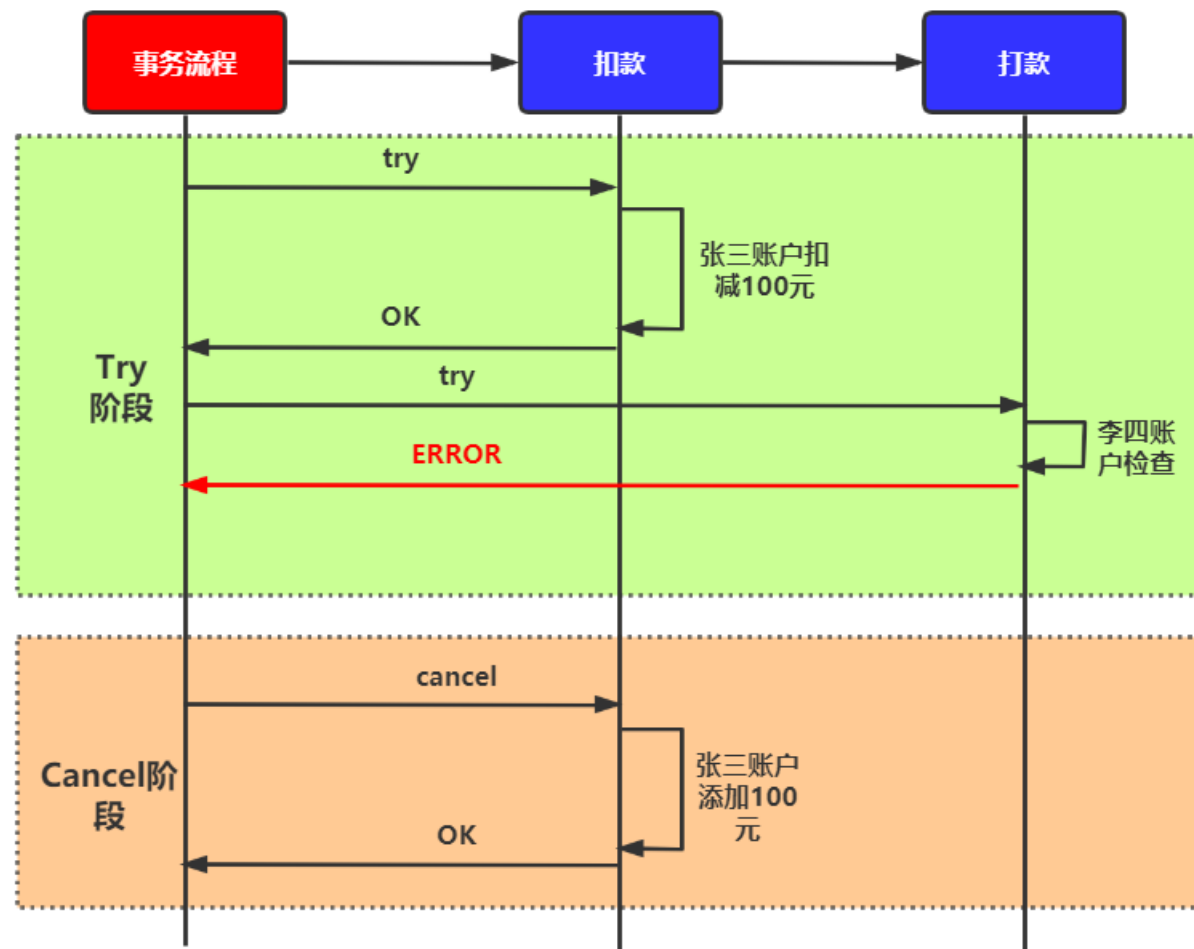 事务流程
扣款
打款
try
张三账户扣
减100元
OK
Try
阶段
try
李四账
户检查
ERROR
cancel
张三账户
添加100
元
Cancel阶
段
OK